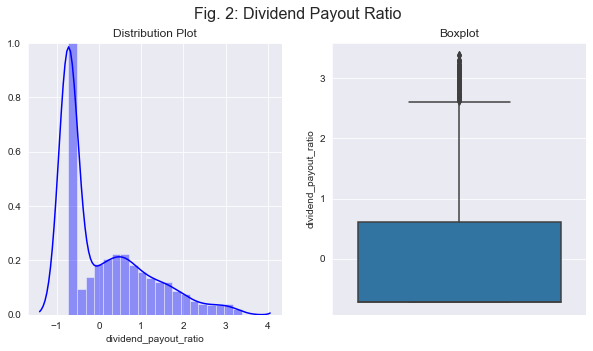 Fig. 2: Dividend Payout Ratio
Distribution Plot
1.0
0.8
0.6
0.4
0.2
0.0
−1 0 1 2 3 4
dividend_payout_ratio
Boxplot
dividend_payout_ratio
3
2
1
0